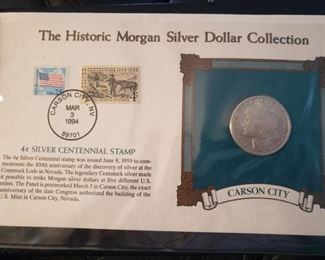 The Historic Morgan Silver Dollar Collection
CARSON CITY, NV
MAR
3
1994
89701
4¢ SILVER CENTENNIAL STAMP
The 4¢ Silver Centennial stamp was issued June 8, 1959 to com-
memorate the 100th anniversary of the discovery of silver at the
Comstock Lode in Nevada. The legendary Comstock silver made
it possible to strike Morgan silver dollars at five different U.S.
mints. The Panel is postmarked March 3 in Carson City, the exact
anniversary of the date Congress authorized the building of the
U.S. Mint in Carson City, Nevada.
CARSON CITY